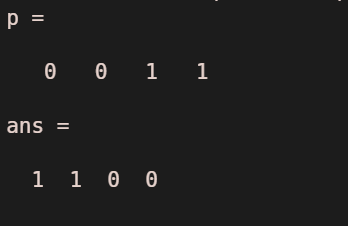 p =
0 0 1 1
ans =
1 1 0 0